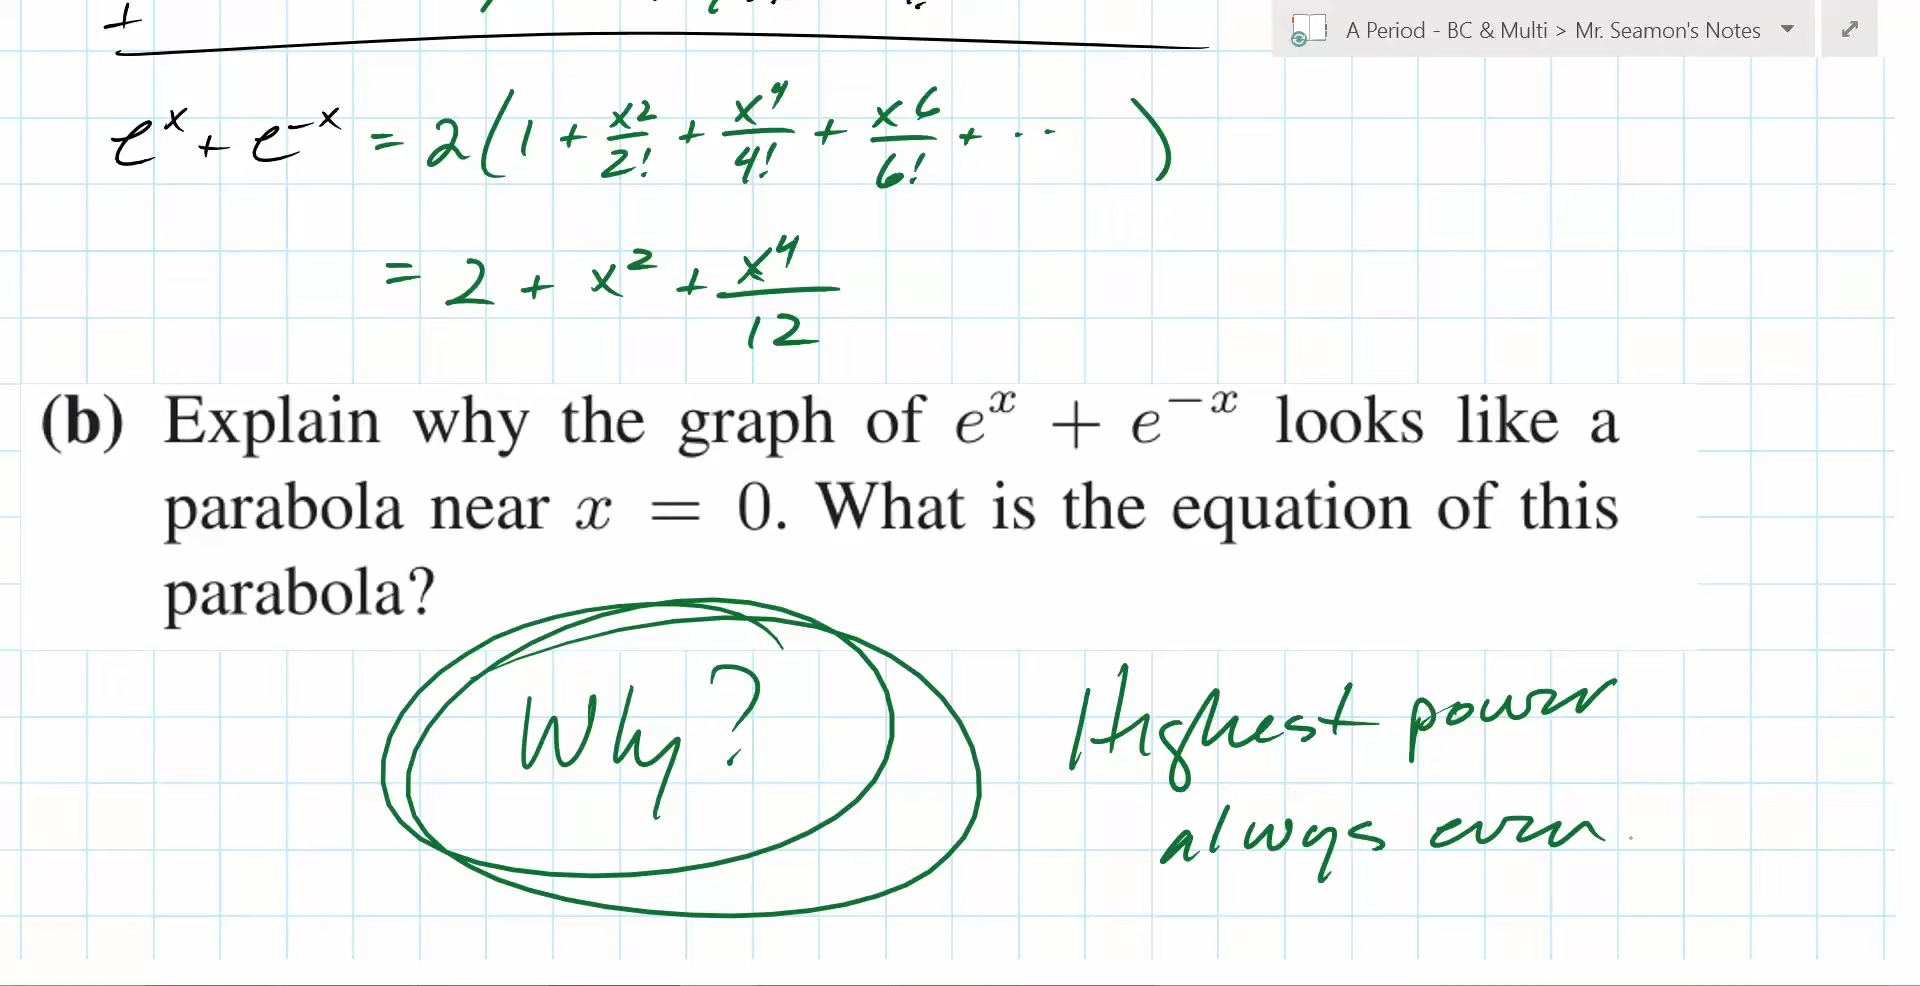 A Period - BC & Multi > Mr. Seamon's Notes
+
e^x + e^-x = 2(1 + x^2/2! + x^4/4! + x^6/6! + ··· )
= 2 + x^2 + x^4/12
(b) Explain why the graph of e^x + e^−x looks like a
parabola near x = 0. What is the equation of this
parabola?
Why?
Highest power
always even